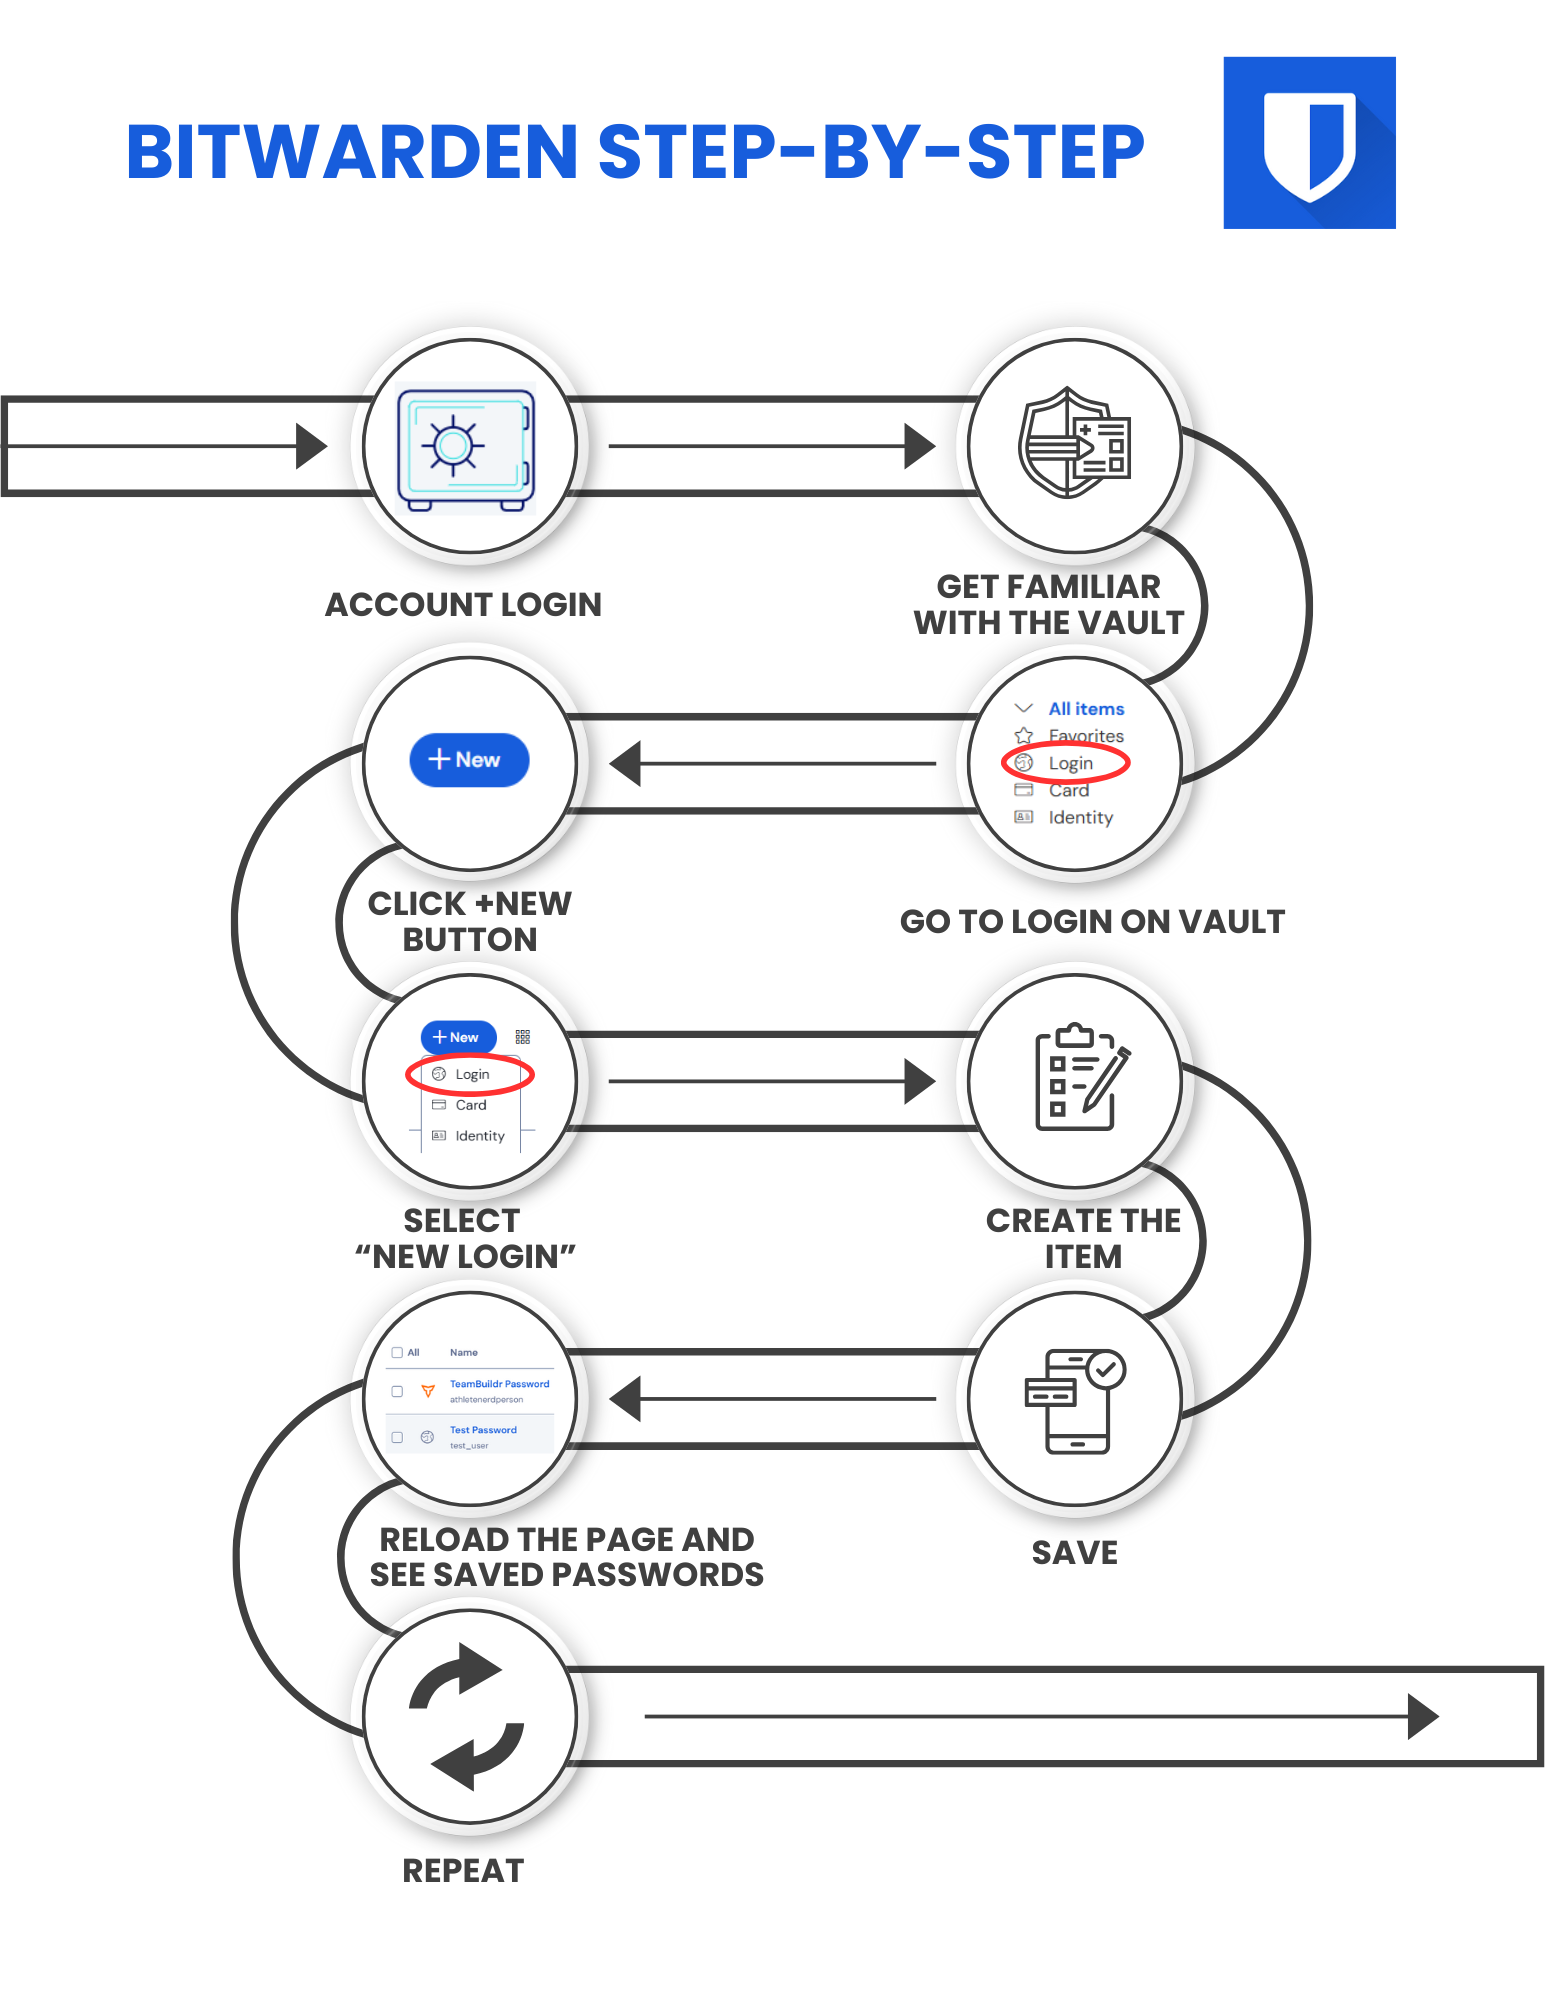 BITWARDEN STEP-BY-STEP
ACCOUNT LOGIN
GET FAMILIAR
WITH THE VAULT
All items
Favorites
Login
Card
Identity
GO TO LOGIN ON VAULT
+ New
CLICK +NEW
BUTTON
+ New
Login
Card
Identity
SELECT
“NEW LOGIN”
CREATE THE
ITEM
SAVE
All Name
TeamBuildr Password
athletenerdperson
Test Password
test_user
RELOAD THE PAGE AND
SEE SAVED PASSWORDS
REPEAT